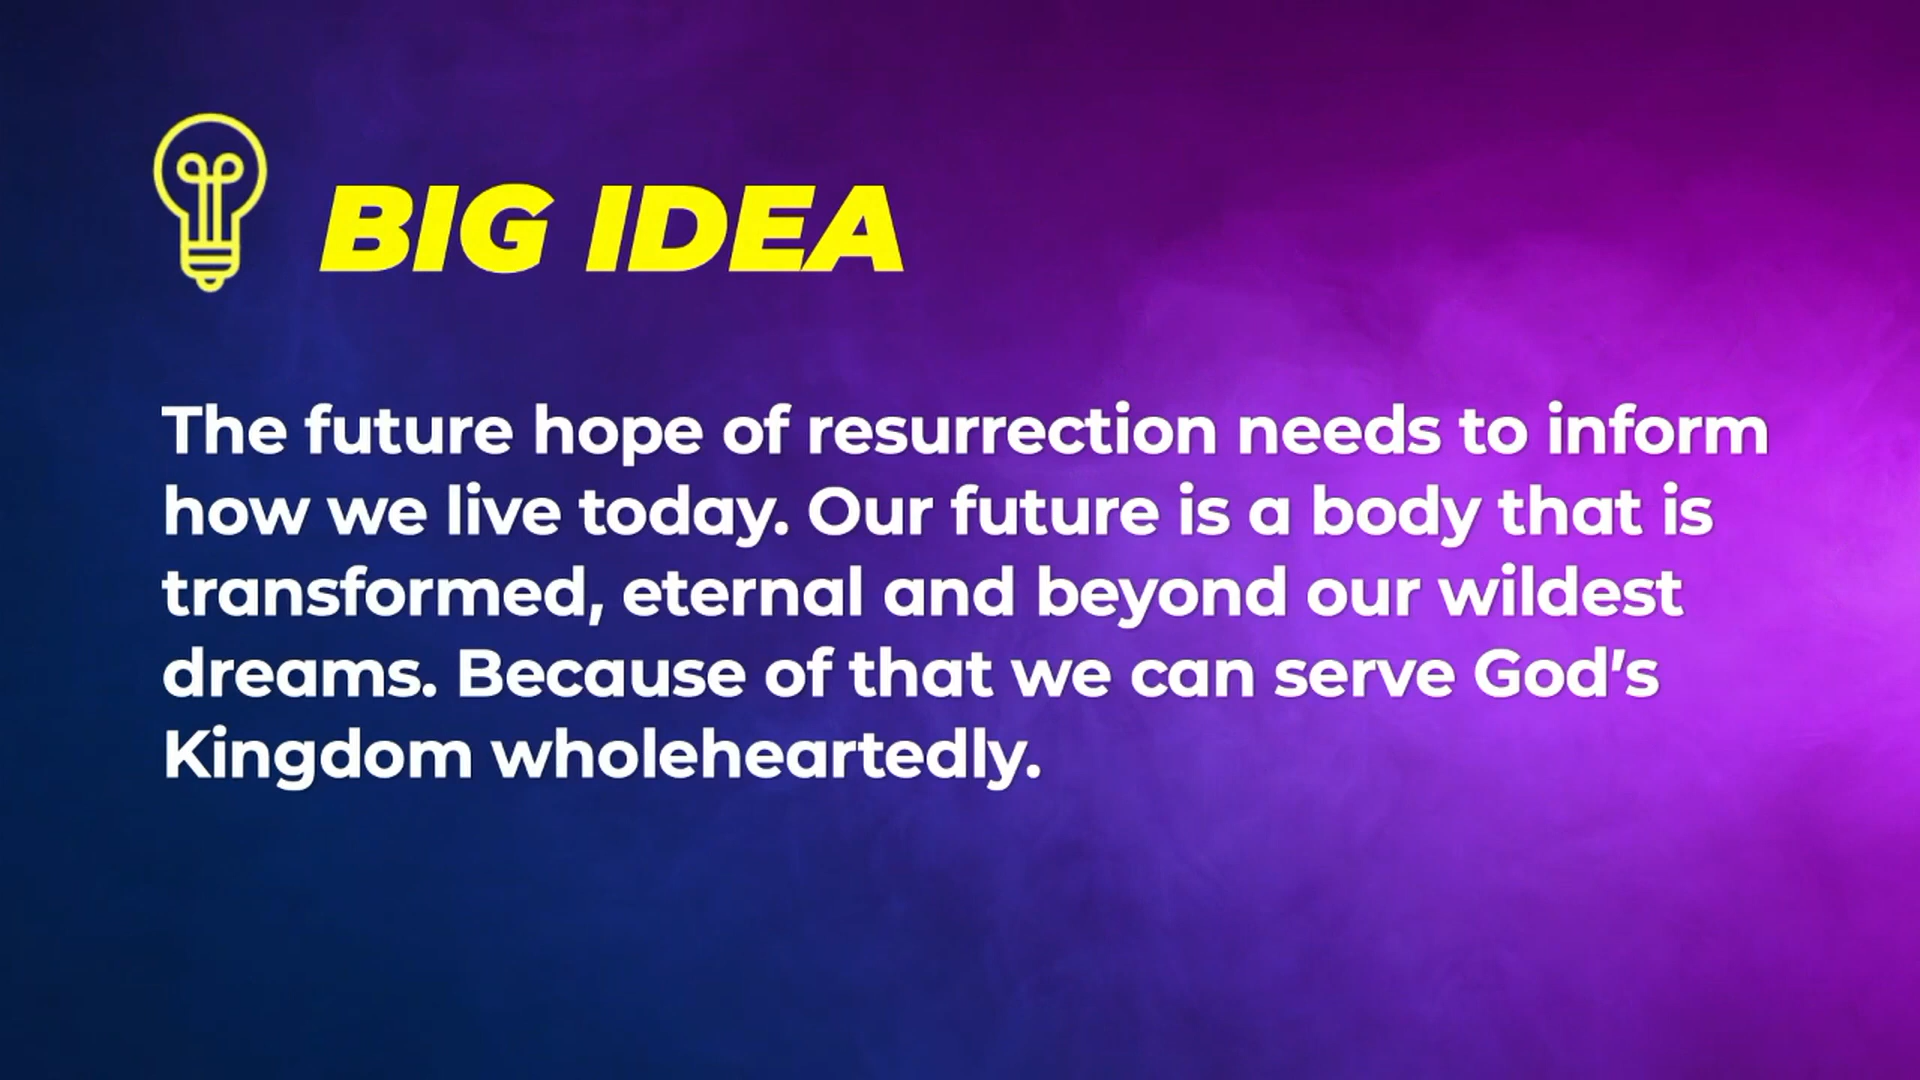 BIG IDEA
The future hope of resurrection needs to inform
how we live today. Our future is a body that is
transformed, eternal and beyond our wildest
dreams. Because of that we can serve God's
Kingdom wholeheartedly.